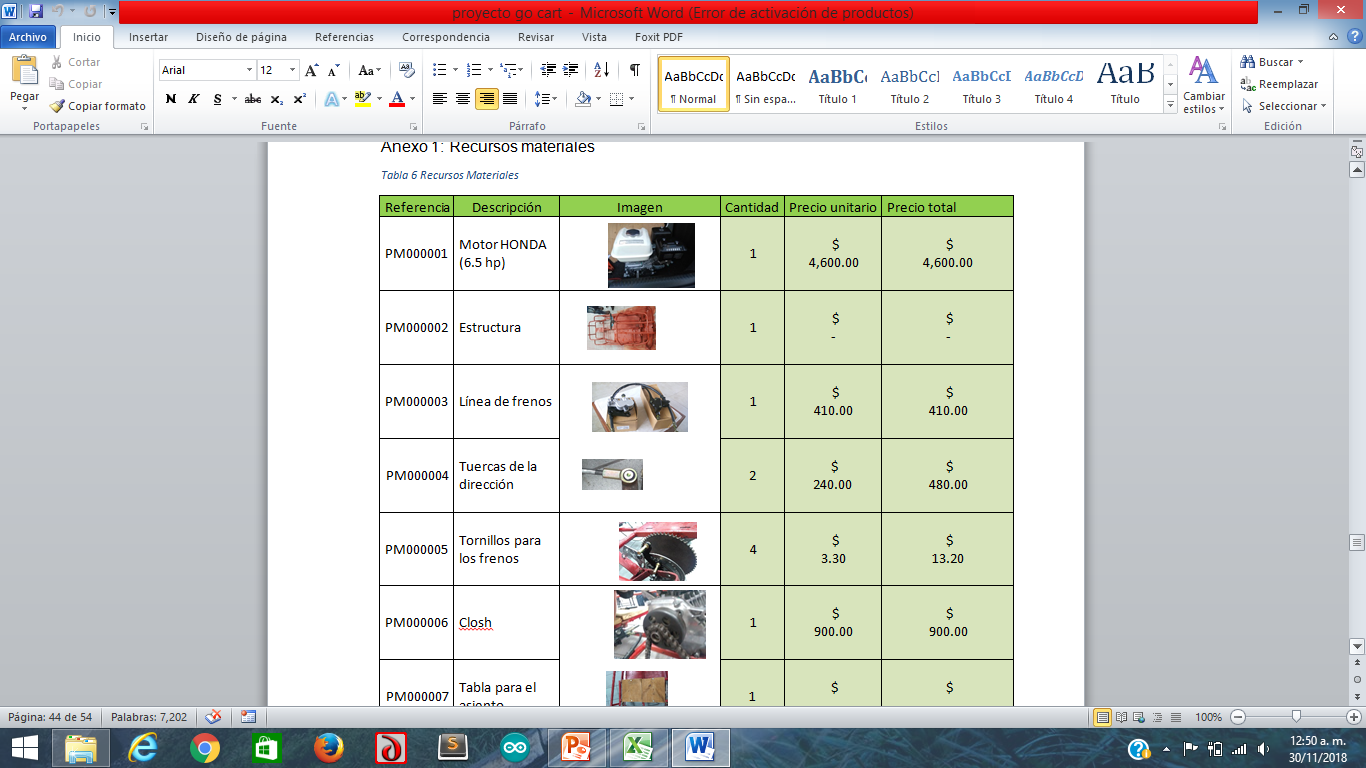 proyecto go cart - Microsoft Word (Error de activación de productos)
Archivo Inicio Insertar Diseño de página Referencias Correspondencia Revisar Vista Foxit PDF
Pegar
Cortar
Copiar
Copiar formato
Portapapeles
Arial 12
N K S abc x₂ x²
Fuente
Párrafo
AaBbCcDc AaBbCcDc AaBbC AaBbCcI AaBbCcI AaBbCcD AaB
¶ Normal ¶ Sin espa... Título 1 Título 2 Título 3 Título 4 Título
Cambiar
estilos
Estilos
Buscar
Reemplazar
Seleccionar
Edición
Anexo 1: Recursos materiales
Tabla 6 Recursos Materiales
Referencia Descripción Imagen Cantidad Precio unitario Precio total
PM000001 Motor HONDA (6.5 hp) 1 $ 4,600.00 $ 4,600.00
PM000002 Estructura 1 $ - $ -
PM000003 Línea de frenos 1 $ 410.00 $ 410.00
PM000004 Tuercas de la dirección 2 $ 240.00 $ 480.00
PM000005 Tornillos para los frenos 4 $ 3.30 $ 13.20
PM000006 Closh 1 $ 900.00 $ 900.00
PM000007 Tabla para el asiento 1 $ $
Página: 44 de 54 Palabras: 7,202 100%
12:50 a. m.
30/11/2018